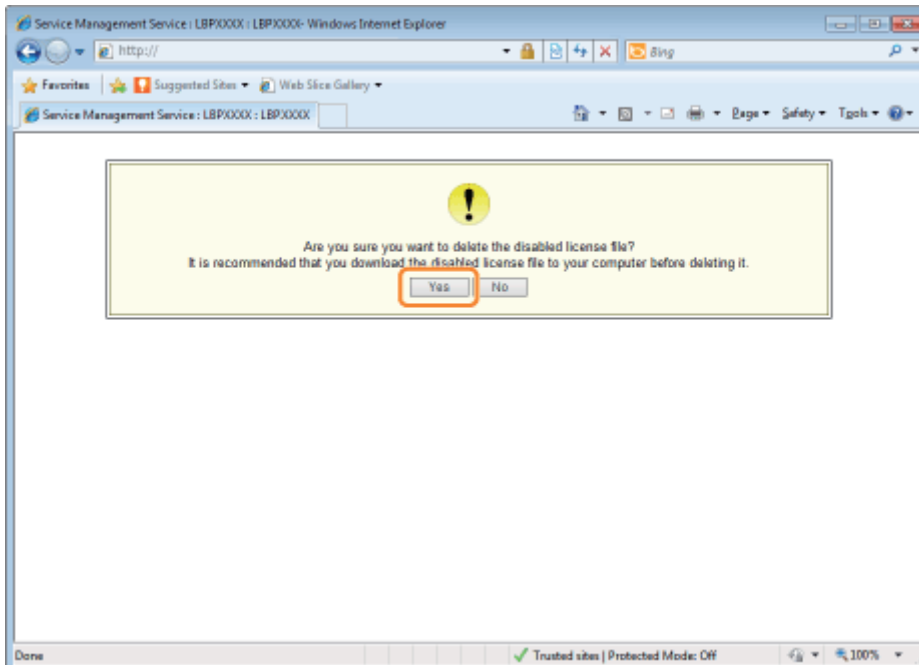 Service Management Service : LBPXXXX : LBPXXXX- Windows Internet Explorer
http://
Bing
Favorites Suggested Sites Web Slice Gallery
Service Management Service : LBPXXXX : LBPXXXX
Page Safety Tools
!
Are you sure you want to delete the disabled license file?
It is recommended that you download the disabled license file to your computer before deleting it.
Yes No
Done Trusted sites | Protected Mode: Off 100%